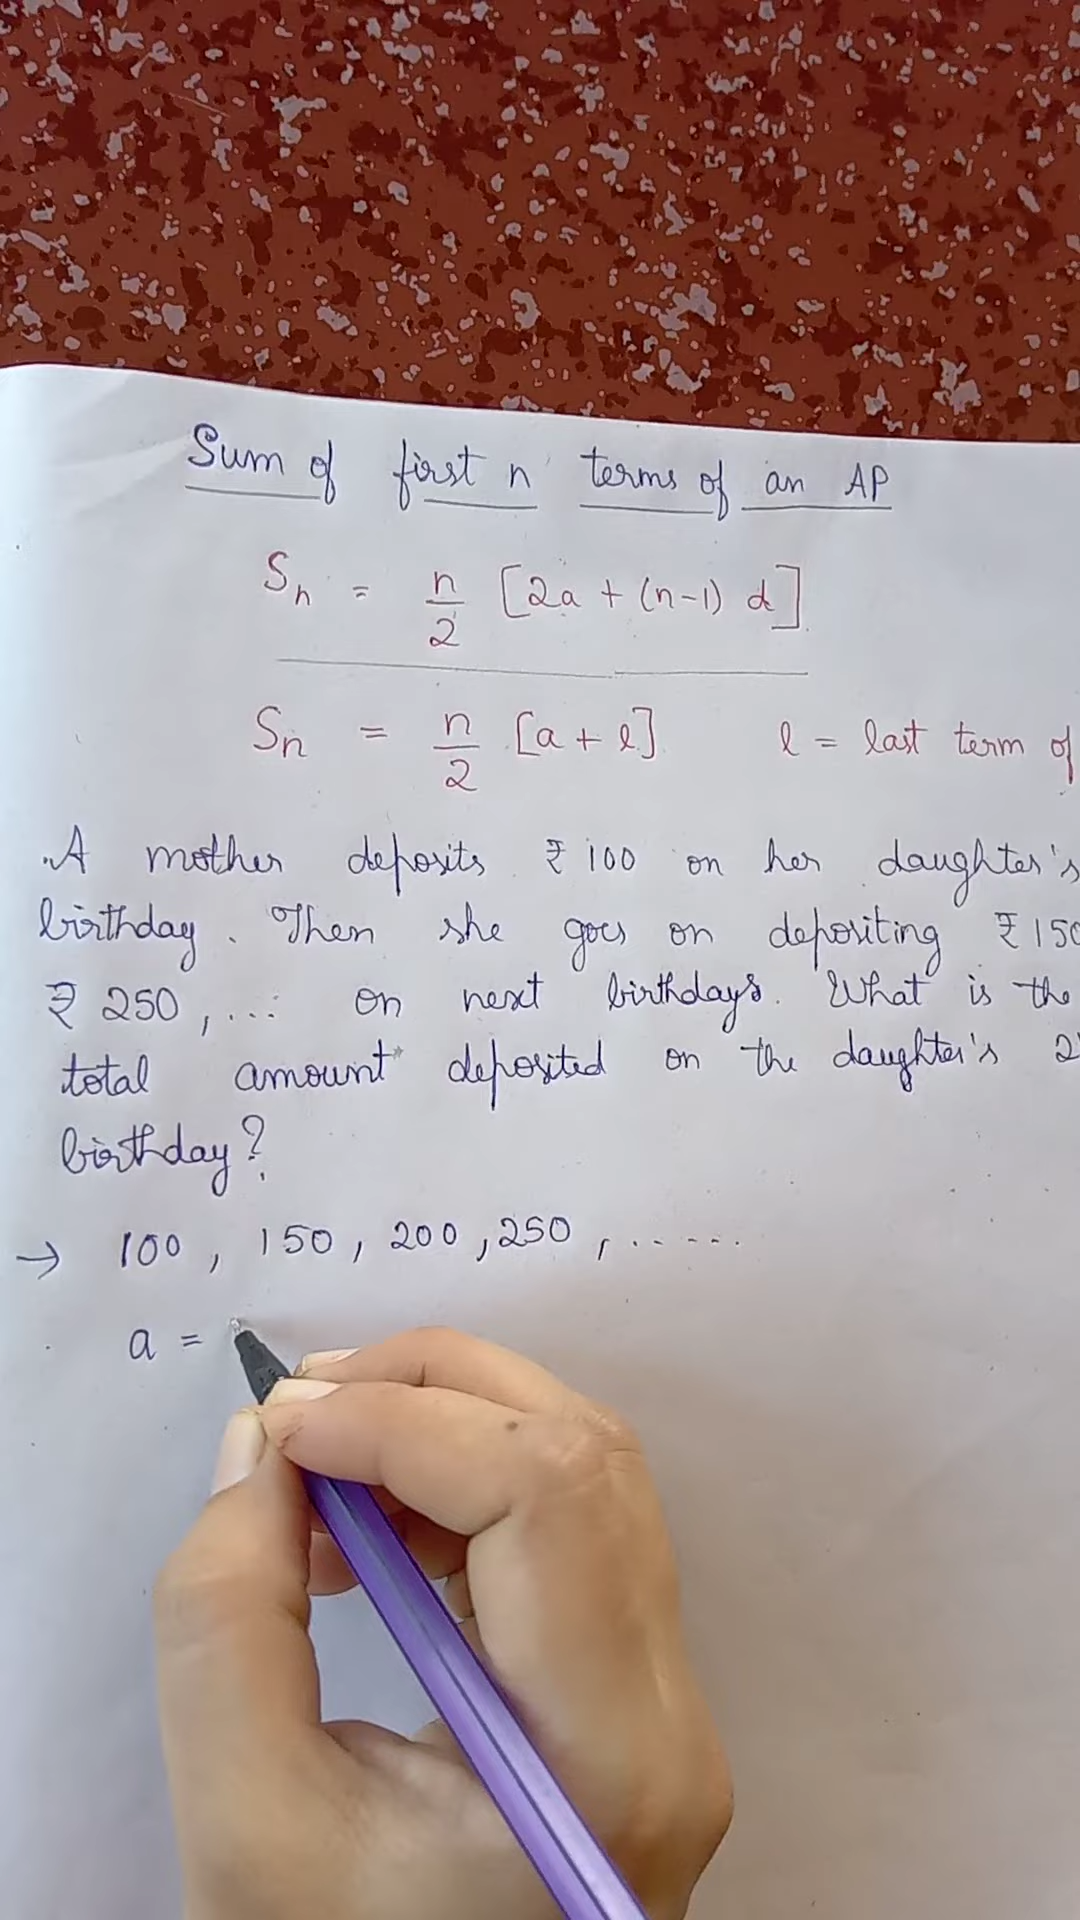 Sum of first n terms of an AP
Sn = n/2 [2a + (n-1) d]
Sn = n/2 [a + l] l = last term of
A mother deposits ₹ 100 on her daughter's
birthday. Then she goes on depositing ₹ 150
₹ 250, ... on next birthdays. What is the
total amount deposited on the daughter's 2
birthday?
→ 100, 150, 200, 250, ......
a =